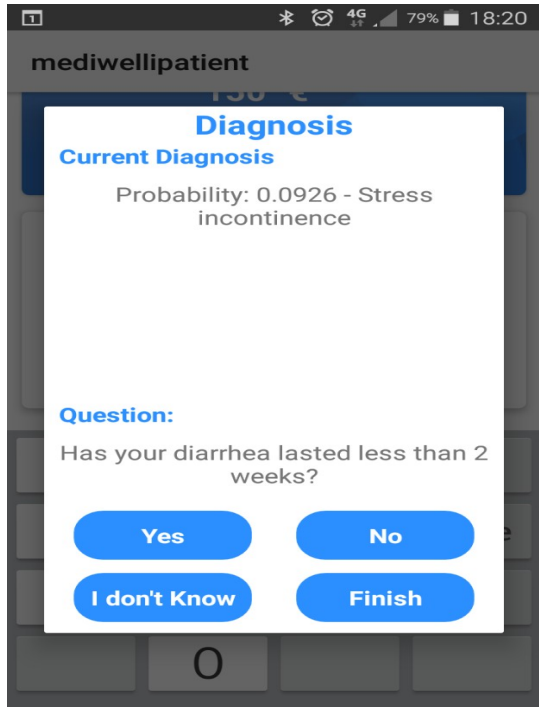 1 4G 79% 18:20
mediwellipatient
Diagnosis
Current Diagnosis
Probability: 0.0926 - Stress
incontinence
Question:
Has your diarrhea lasted less than 2
weeks?
Yes No
I don't Know Finish
e
0